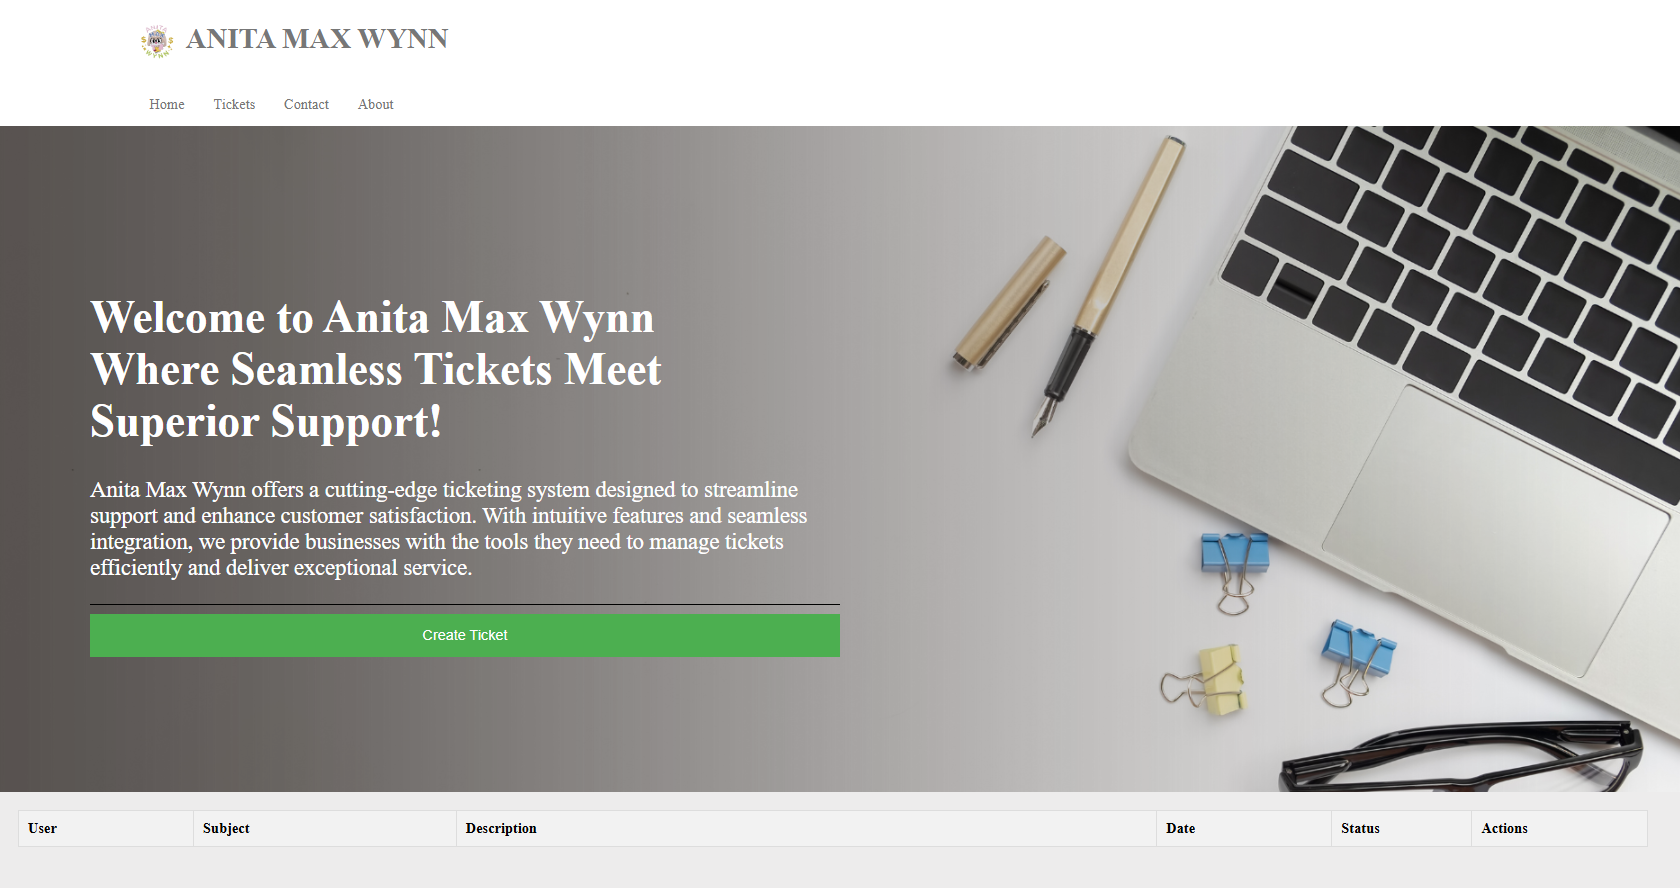 ANITA MAX WYNN
Home Tickets Contact About
Welcome to Anita Max Wynn
Where Seamless Tickets Meet
Superior Support!
Anita Max Wynn offers a cutting-edge ticketing system designed to streamline
support and enhance customer satisfaction. With intuitive features and seamless
integration, we provide businesses with the tools they need to manage tickets
efficiently and deliver exceptional service.
Create Ticket
User Subject Description Date Status Actions